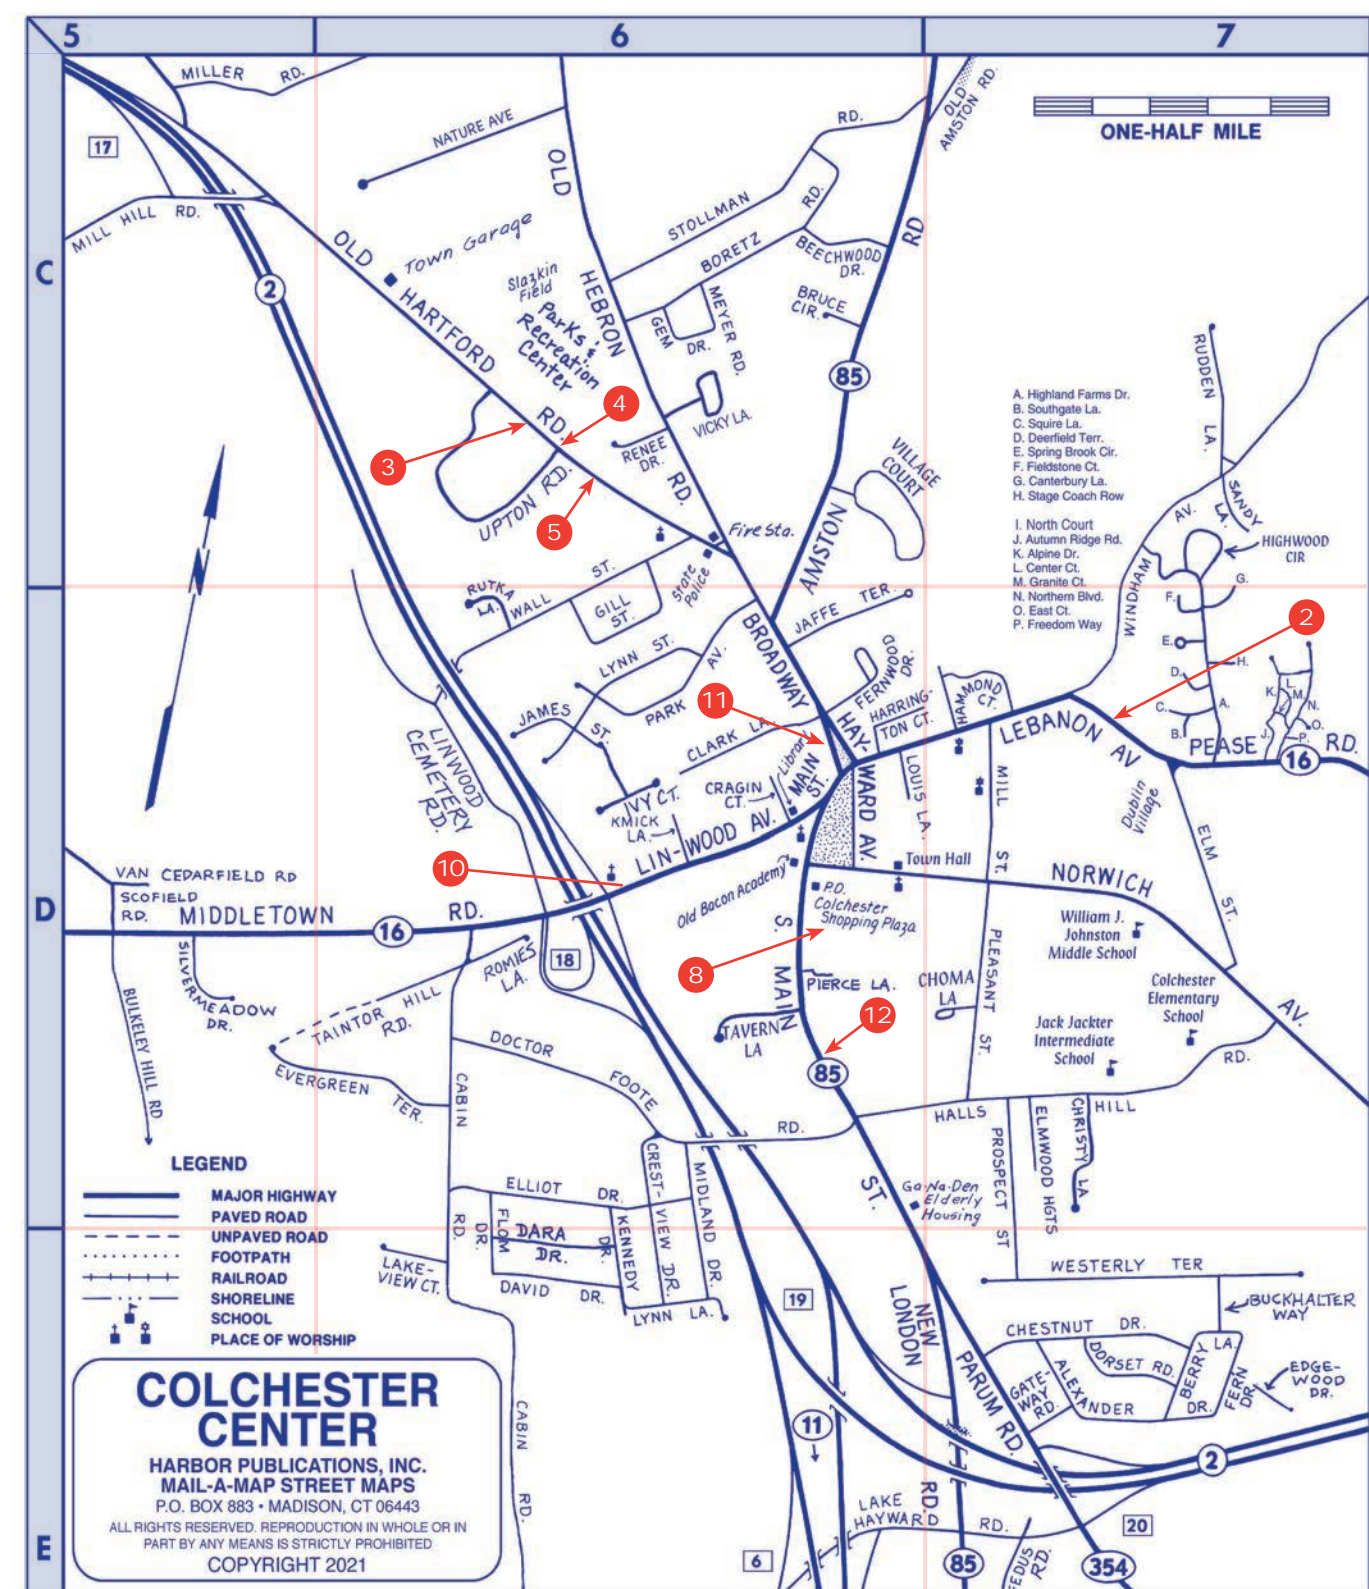 5
6
7
MILLER RD.
17
NATURE AVE
OLD HEBRON RD.
RD.
OLD AMSTON RD.
ONE-HALF MILE
MILL HILL RD.
STOLLMAN
RD.
BORETZ
BEECHWOOD DR.
RD
C
OLD HARTFORD RD.
Town Garage
Slazkin Field
Parks & Recreation Center
2
BRUCE CIR.
MEYER RD.
GEM DR.
85
RUDDEN LA.
A. Highland Farms Dr.
B. Southgate La.
C. Squire La.
D. Deerfield Terr.
E. Spring Brook Cir.
F. Fieldstone Ct.
G. Canterbury La.
H. Stage Coach Row
I. North Court
J. Autumn Ridge Rd.
K. Alpine Dr.
L. Center Ct.
M. Granite Ct.
N. Northern Blvd.
O. East Ct.
P. Freedom Way
4
3
5
VICKY LA.
RENEE DR.
VILLAGE COURT
UPTON RD.
SANDY LA.
HIGHWOOD CIR
WINDHAM AV.
Fire Sta.
State Police
AMSTON
N
RUTKA LA.
WALL ST.
GILL ST.
JAFFE TER.
BROADWAY
G.
F.
E.
H.
D.
C.
A.
B.
2
L.
K.
M.
N.
O.
P.
J.
LYNN ST.
PARK AV.
JAMES ST.
FERNWOOD DR.
HARRING-
TON CT.
HAMMOND CT.
11
CLARK LA.
HAY-
WARD AV.
LEBANON AV
PEASE RD.
16
LINWOOD CEMETERY RD.
Library
MAIN ST.
CRAGIN CT.
IVY CT.
KMICK LA.
LIN-WOOD AV.
LOUIS LA.
MILL ST.
Dublin Village
ELM ST.
10
Town Hall
NORWICH AV.
VAN CEDARFIELD RD
SCOFIELD RD.
D
MIDDLETOWN RD.
16
Old Bacon Academy
P.O.
Colchester Shopping Plaza
William J. Johnston Middle School
SILVERMEADOW DR.
ROMIES LA.
18
8
S. MAIN ST.
PIERCE LA.
CHOMA LA
PLEASANT ST.
Colchester Elementary School
BULKELEY HILL RD
TAINTOR HILL RD.
12
TAVERN LA
Jack Jackter Intermediate School
EVERGREEN TER.
DOCTOR FOOTE RD.
85
CABIN RD.
HALLS HILL RD.
CHRISTY LA
ELMWOOD HGTS
PROSPECT ST
LEGEND
MAJOR HIGHWAY
PAVED ROAD
UNPAVED ROAD
FOOTPATH
RAILROAD
SHORELINE
SCHOOL
PLACE OF WORSHIP
CREST-VIEW DR.
MIDLAND DR.
ELLIOT DR.
FLOM DR.
DARA DR.
KENNEDY DR.
DAVID DR.
LYNN LA.
LAKE-
VIEW CT.
Ga-Na-Den Elderly Housing
WESTERLY TER
19
NEW LONDON RD.
BUCKHALTER WAY
CHESTNUT DR.
DORSET RD.
BERRY LA.
FERN DR.
EDGE-
WOOD DR.
ALEXANDER DR.
GATE-
WAY RD.
PARUM RD.
COLCHESTER
CENTER
HARBOR PUBLICATIONS, INC.
MAIL-A-MAP STREET MAPS
P.O. BOX 883 • MADISON, CT 06443
ALL RIGHTS RESERVED. REPRODUCTION IN WHOLE OR IN
PART BY ANY MEANS IS STRICTLY PROHIBITED
COPYRIGHT 2021
CABIN RD.
11
2
LAKE HAYWARD RD.
20
E
6
85
354
RD.